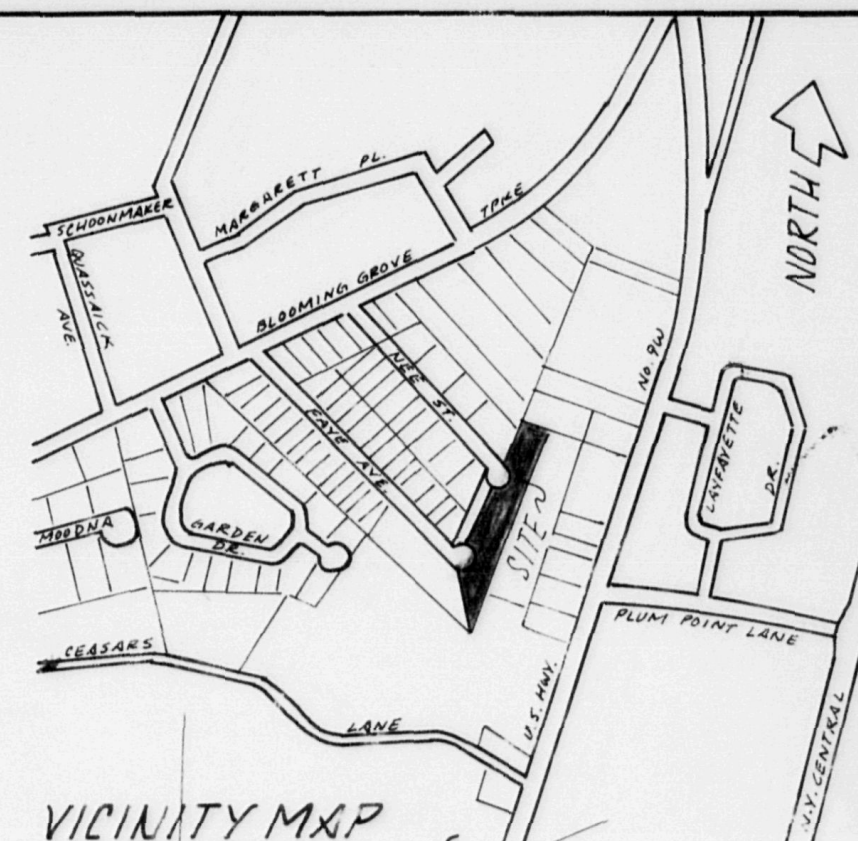 SCHOONMAKER
QUASSAICK
AVE.
MARGARETT PL.
BLOOMING GROVE TPKE
NEE ST.
FAYE AVE.
NORTH
No. 9W
LAYFAYETTE
DR.
MOODNA
GARDEN
DR.
SITE
PLUM POINT LANE
CEASARS
LANE
U.S. HWY.
N.Y. CENTRAL
VICINITY MAP